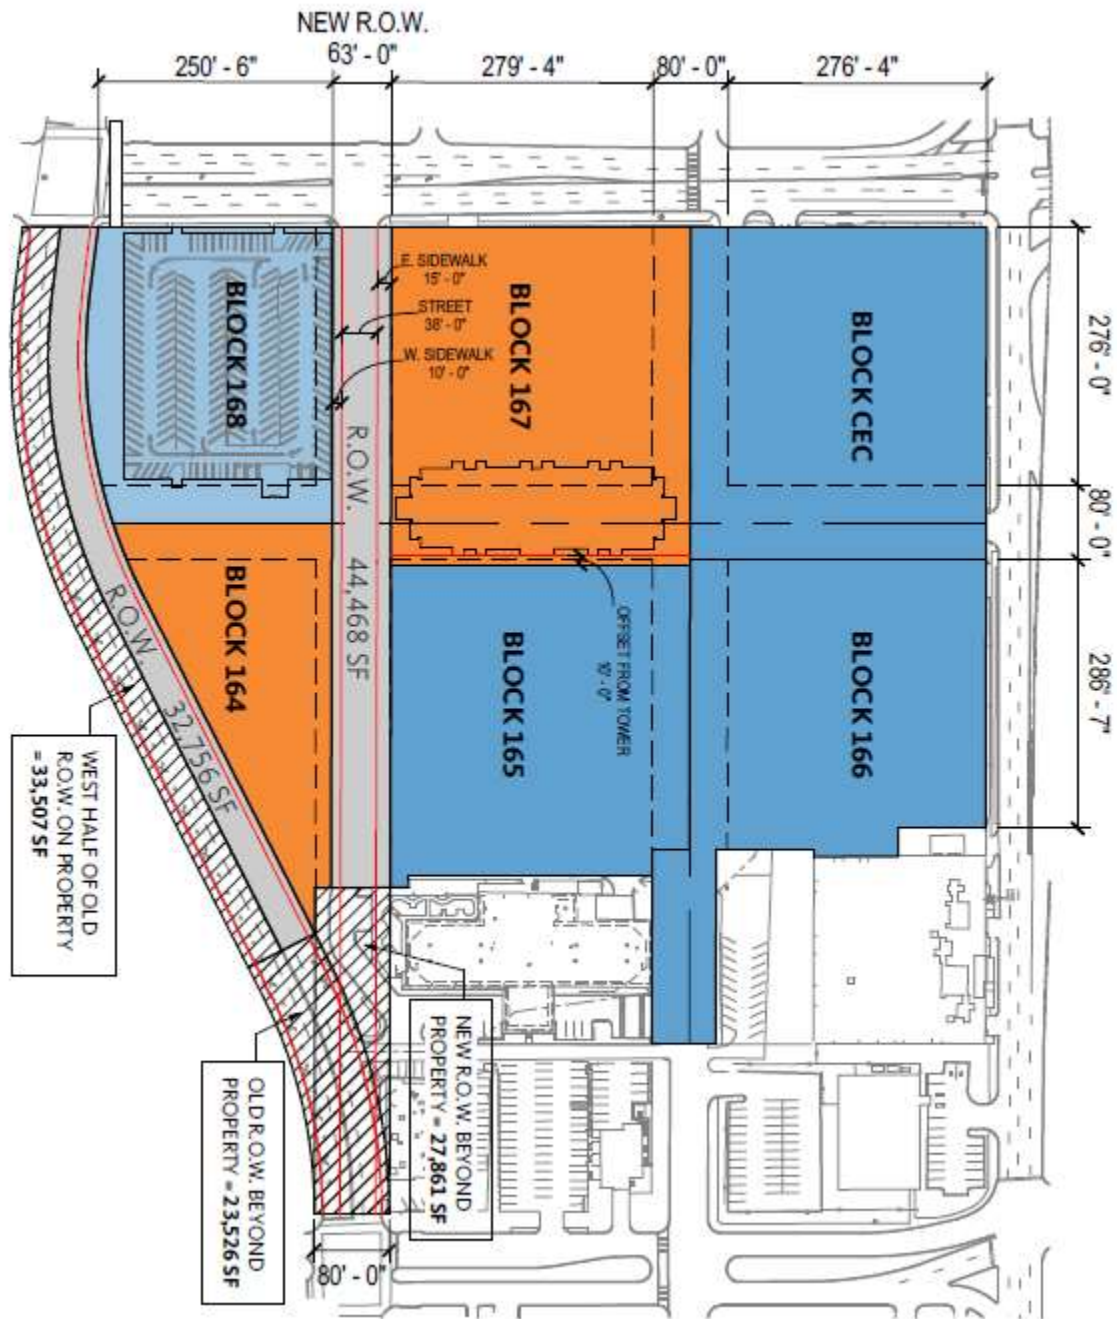 NEW R.O.W.
250' - 6"
63' - 0"
279' - 4"
80' - 0"
276' - 4"
E. SIDEWALK
15' - 0"
STREET
38' - 0"
W. SIDEWALK
10' - 0"
BLOCK 168
BLOCK 167
BLOCK CEC
276' - 0"
80' - 0"
286' - 7"
R.O.W. 44,468 SF
BLOCK 164
BLOCK 165
BLOCK 166
OFFSET FROM TOWER
10' - 0"
R.O.W. 32,756 SF
WEST HALF OF OLD
R.O.W. ON PROPERTY
= 33,507 SF
NEW R.O.W. BEYOND
PROPERTY = 27,861 SF
OLD R.O.W. BEYOND
PROPERTY = 23,526 SF
80' - 0"